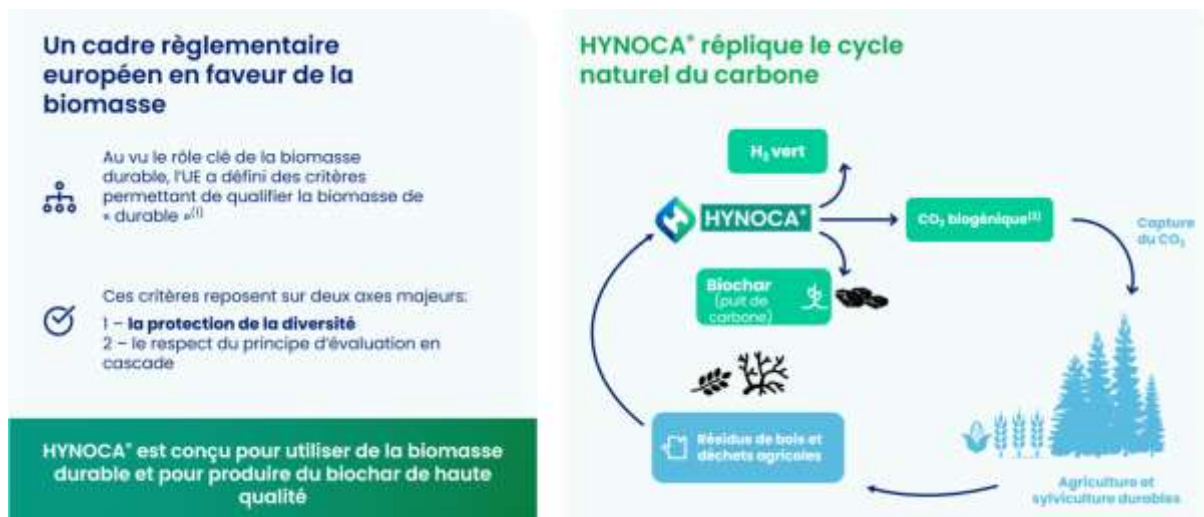 Un cadre règlementaire
européen en faveur de la
biomasse
Au vu le rôle clé de la biomasse
durable, l'UE a défini des critères
permettant de qualifier la biomasse de
« durable »(1)
Ces critères reposent sur deux axes majeurs:
1 – la protection de la diversité
2 – le respect du principe d'évaluation en
cascade
HYNOCA® est conçu pour utiliser de la biomasse
durable et pour produire du biochar de haute
qualité
HYNOCA® réplique le cycle
naturel du carbone
H₂ vert
HYNOCA®
CO₂ biogénique(2)
Capture
du CO₂
Biochar
(puit de
carbone)
Résidus de bois et
déchets agricoles
Agriculture et
sylviculture durables